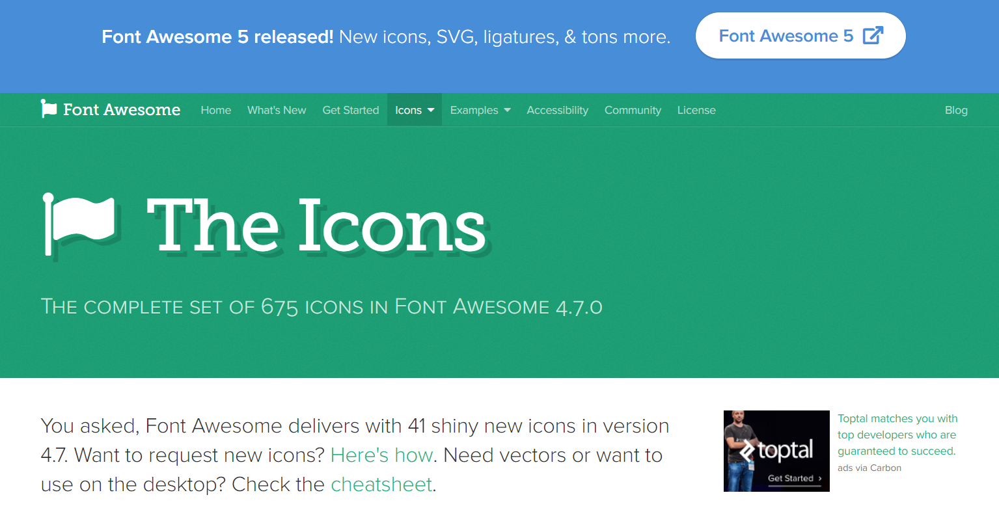 Font Awesome 5 released! New icons, SVG, ligatures, & tons more.
Font Awesome 5
Font Awesome
Home
What's New
Get Started
Icons
Examples
Accessibility
Community
License
Blog
The Icons
The complete set of 675 icons in Font Awesome 4.7.0
You asked, Font Awesome delivers with 41 shiny new icons in version
4.7. Want to request new icons? Here's how. Need vectors or want to
use on the desktop? Check the cheatsheet.
toptal
Get Started ›
Toptal matches you with
top developers who are
guaranteed to succeed.
ads via Carbon